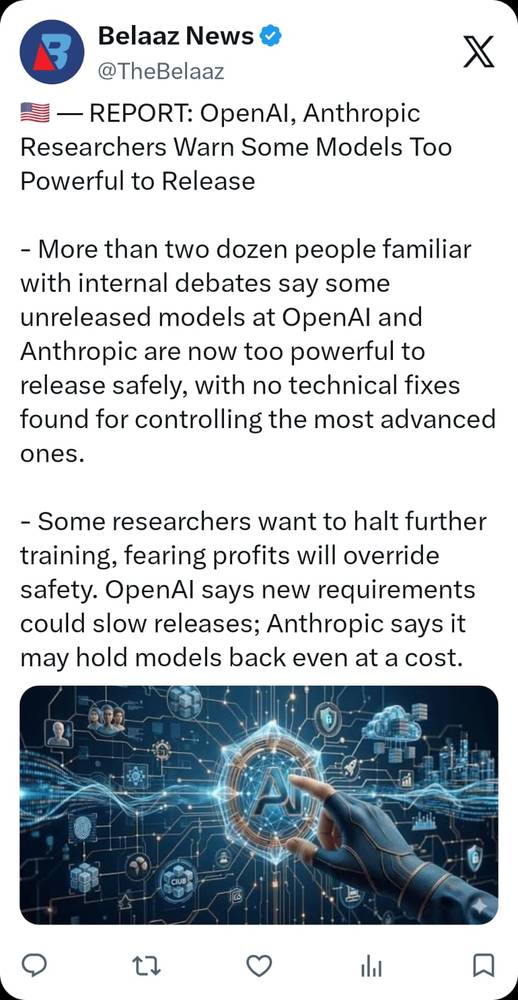 Belaaz News
@TheBelaaz
🇺🇸 — REPORT: OpenAI, Anthropic
Researchers Warn Some Models Too
Powerful to Release
- More than two dozen people familiar
with internal debates say some
unreleased models at OpenAI and
Anthropic are now too powerful to
release safely, with no technical fixes
found for controlling the most advanced
ones.
- Some researchers want to halt further
training, fearing profits will override
safety. OpenAI says new requirements
could slow releases; Anthropic says it
may hold models back even at a cost.
AI
CIUB